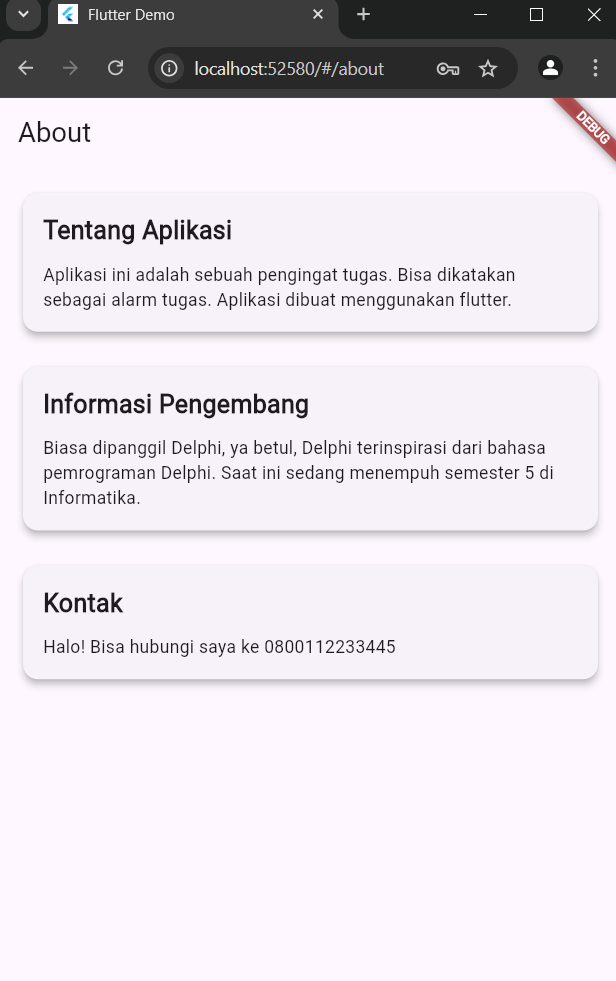 Flutter Demo
localhost:52580/#/about
DEBUG
About
Tentang Aplikasi
Aplikasi ini adalah sebuah pengingat tugas. Bisa dikatakan
sebagai alarm tugas. Aplikasi dibuat menggunakan flutter.
Informasi Pengembang
Biasa dipanggil Delphi, ya betul, Delphi terinspirasi dari bahasa
pemrograman Delphi. Saat ini sedang menempuh semester 5 di
Informatika.
Kontak
Halo! Bisa hubungi saya ke 0800112233445